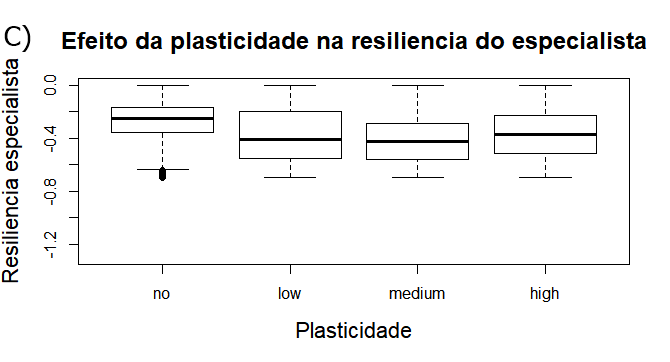 C)
Efeito da plasticidade na resiliencia do especialista
Resiliencia especialista
0.0
-0.4
-0.8
-1.2
no low medium high
Plasticidade